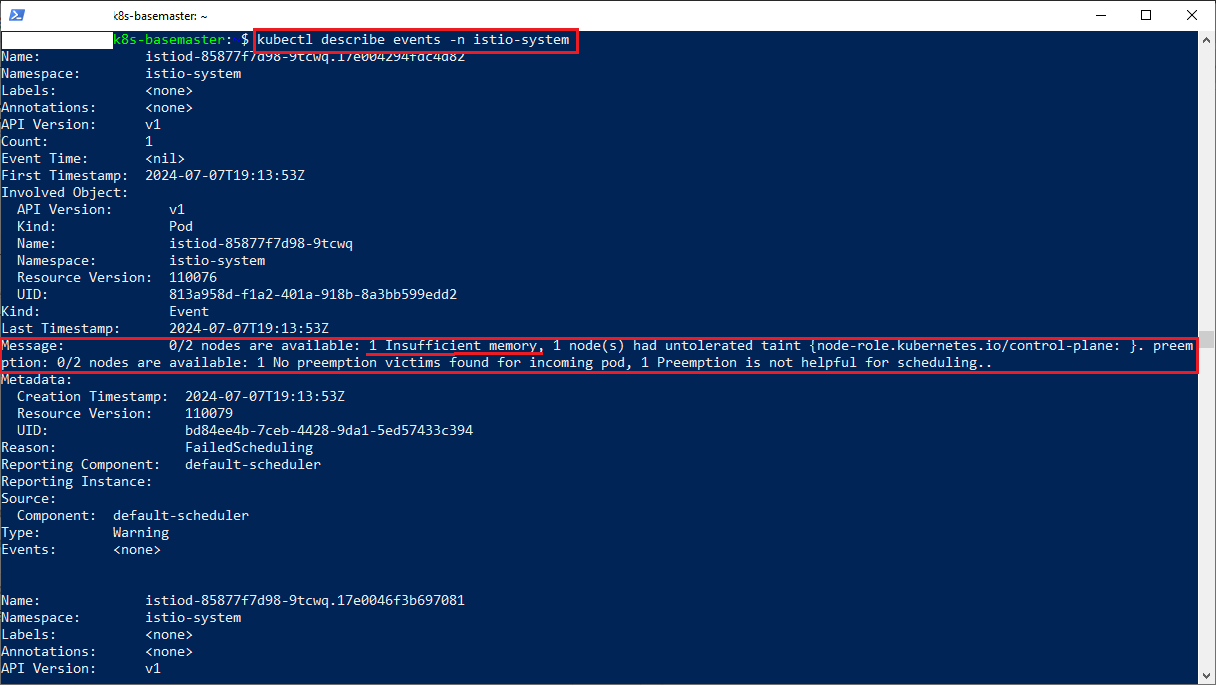 k8s-basemaster: ~
k8s-basemaster: $ kubectl describe events -n istio-system
Name: istiod-85877f7d98-9tcwq.17e004294fdc4d82
Namespace: istio-system
Labels: <none>
Annotations: <none>
API Version: v1
Count: 1
Event Time: <nil>
First Timestamp: 2024-07-07T19:13:53Z
Involved Object:
API Version: v1
Kind: Pod
Name: istiod-85877f7d98-9tcwq
Namespace: istio-system
Resource Version: 110076
UID: 813a958d-f1a2-401a-918b-8a3bb599edd2
Kind: Event
Last Timestamp: 2024-07-07T19:13:53Z
Message: 0/2 nodes are available: 1 Insufficient memory, 1 node(s) had untolerated taint {node-role.kubernetes.io/control-plane: }. preem
ption: 0/2 nodes are available: 1 No preemption victims found for incoming pod, 1 Preemption is not helpful for scheduling..
Metadata:
Creation Timestamp: 2024-07-07T19:13:53Z
Resource Version: 110079
UID: bd84ee4b-7ceb-4428-9da1-5ed57433c394
Reason: FailedScheduling
Reporting Component: default-scheduler
Reporting Instance:
Source:
Component: default-scheduler
Type: Warning
Events: <none>
Name: istiod-85877f7d98-9tcwq.17e0046f3b697081
Namespace: istio-system
Labels: <none>
Annotations: <none>
API Version: v1